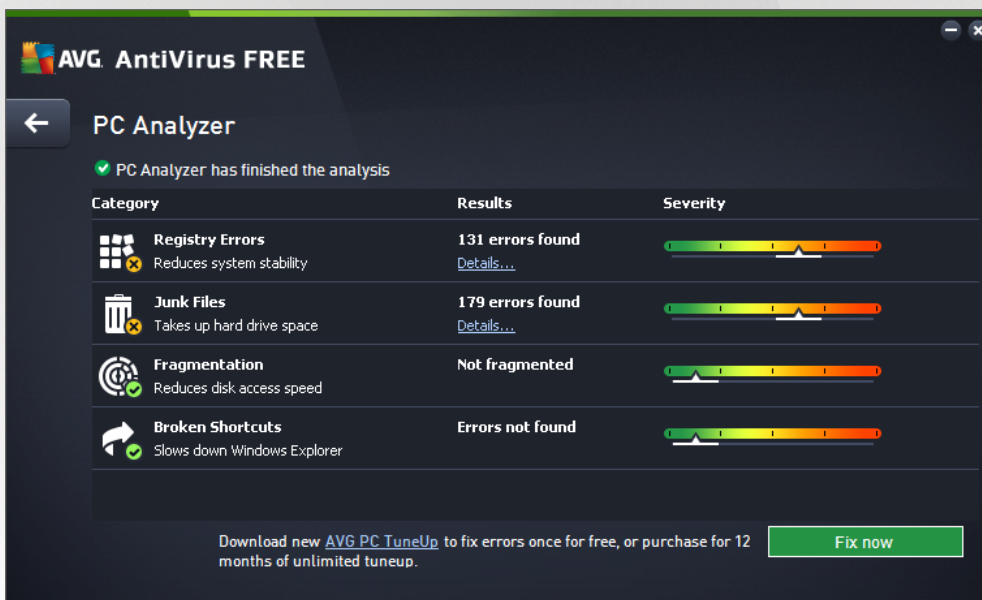 AVG AntiVirus FREE
PC Analyzer
PC Analyzer has finished the analysis
Category Results Severity
Registry Errors 131 errors found
Reduces system stability Details...
Junk Files 179 errors found
Takes up hard drive space Details...
Fragmentation Not fragmented
Reduces disk access speed
Broken Shortcuts Errors not found
Slows down Windows Explorer
Download new AVG PC TuneUp to fix errors once for free, or purchase for 12 Fix now
months of unlimited tuneup.